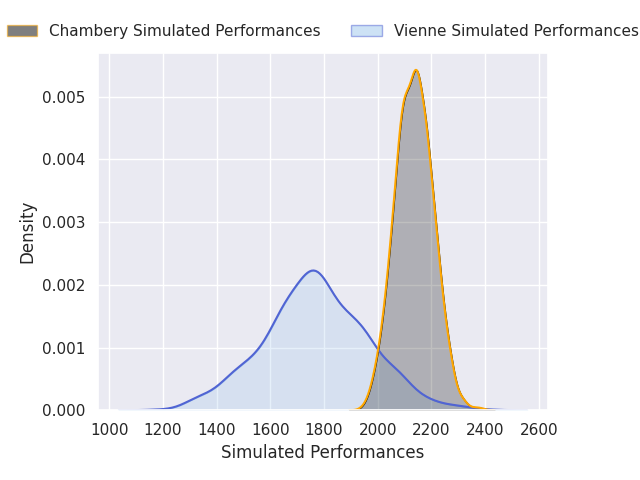 Chambery Simulated Performances
Vienne Simulated Performances
0.005
0.004
0.003
0.002
0.001
0.000
Density
1000 1200 1400 1600 1800 2000 2200 2400 2600
Simulated Performances